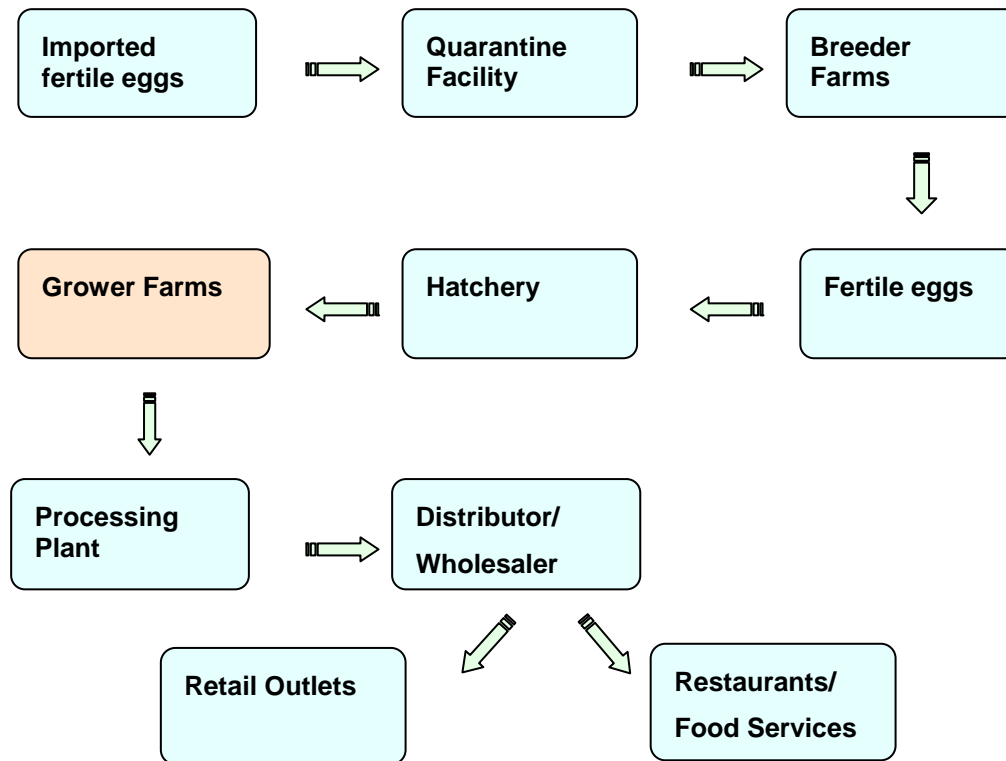 Imported
fertile eggs
Quarantine
Facility
Breeder
Farms
Fertile eggs
Hatchery
Grower Farms
Processing
Plant
Distributor/
Wholesaler
Retail Outlets
Restaurants/
Food Services